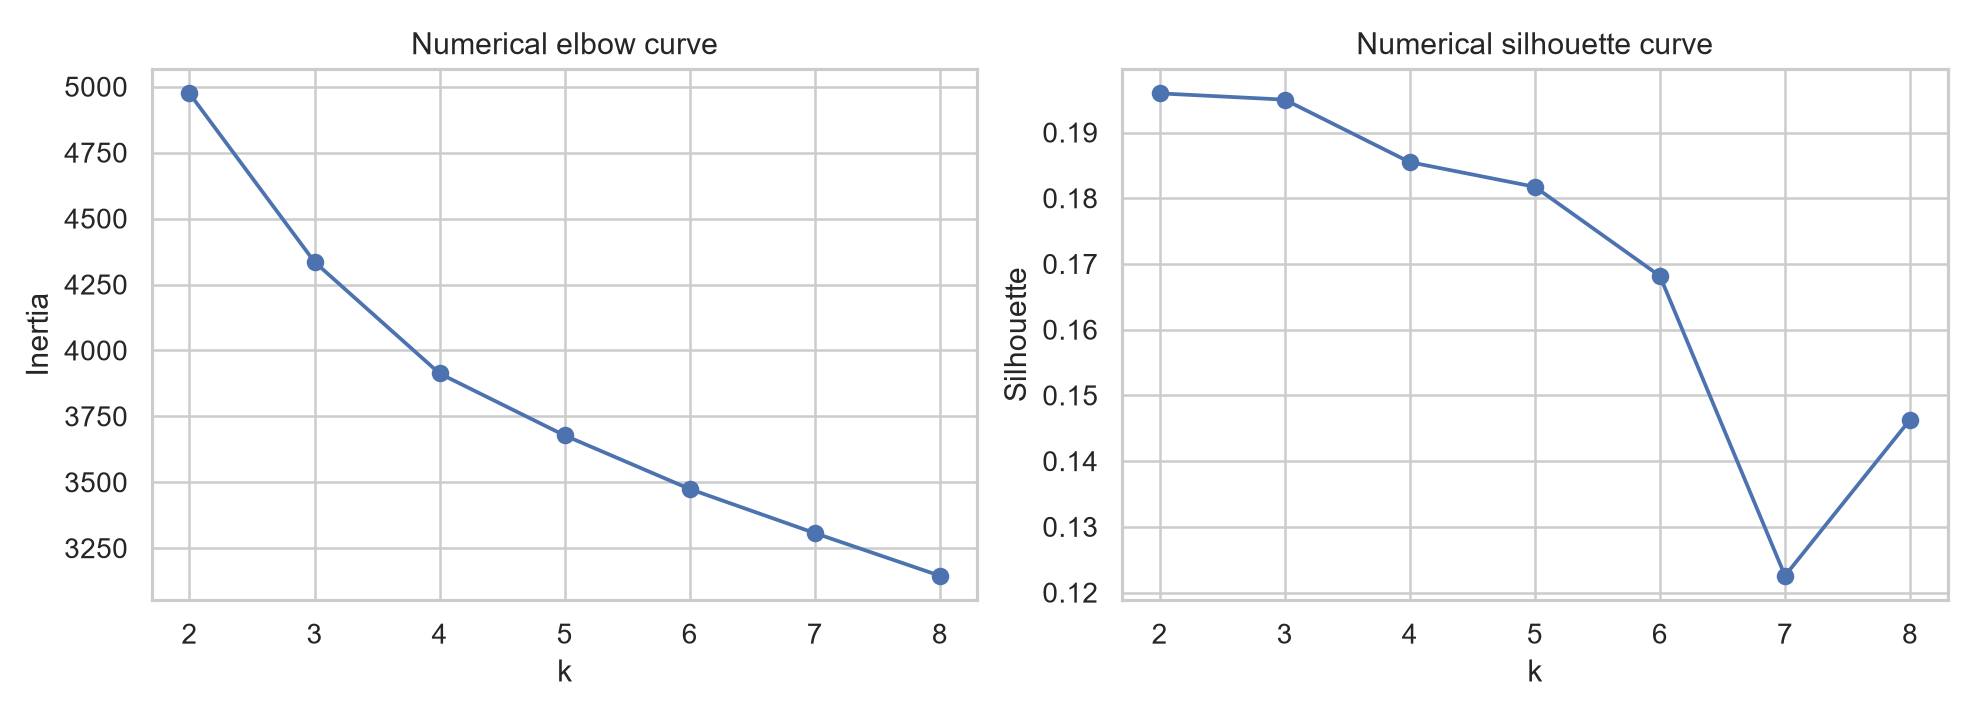 Numerical elbow curve
Inertia
5000
4750
4500
4250
4000
3750
3500
3250
2 3 4 5 6 7 8
k
Numerical silhouette curve
Silhouette
0.19
0.18
0.17
0.16
0.15
0.14
0.13
0.12
2 3 4 5 6 7 8
k